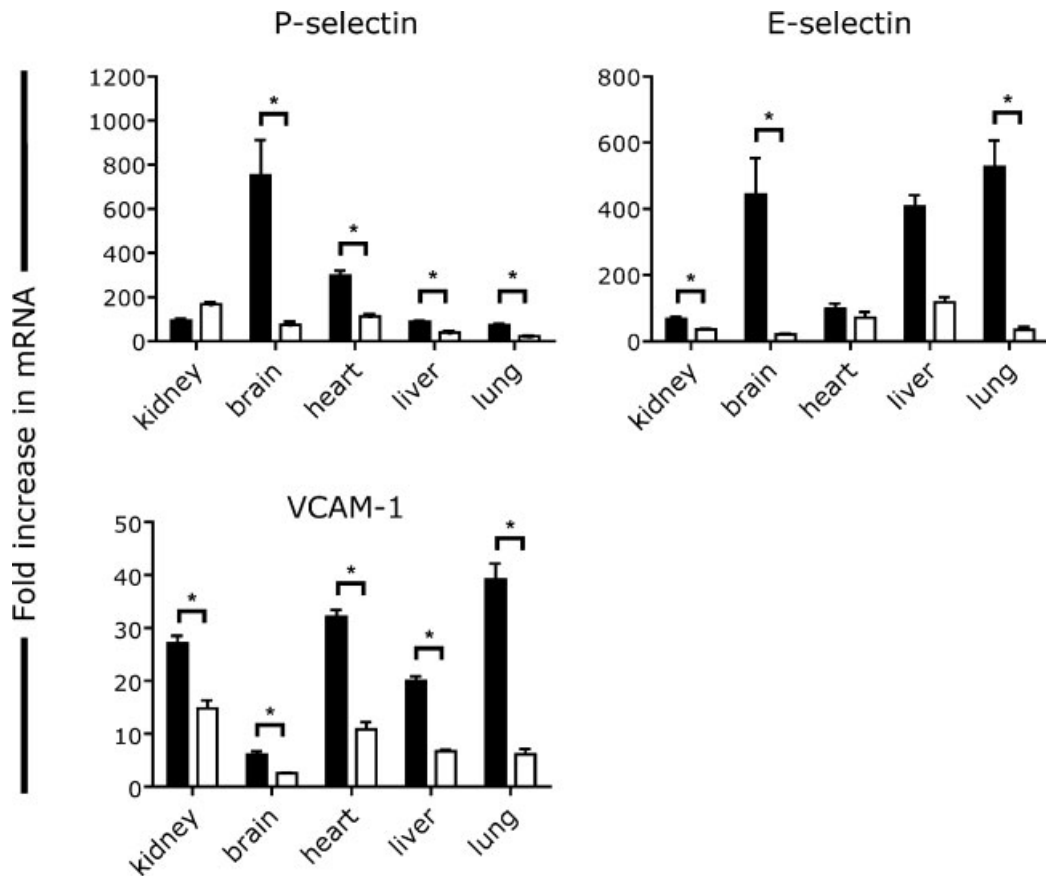 P-selectin
E-selectin
Fold increase in mRNA
1200
1000
800
600
400
200
0
*
*
*
*
kidney
brain
heart
liver
lung
800
600
400
200
0
*
*
*
kidney
brain
heart
liver
lung
VCAM-1
50
40
30
20
10
0
*
*
*
*
*
kidney
brain
heart
liver
lung